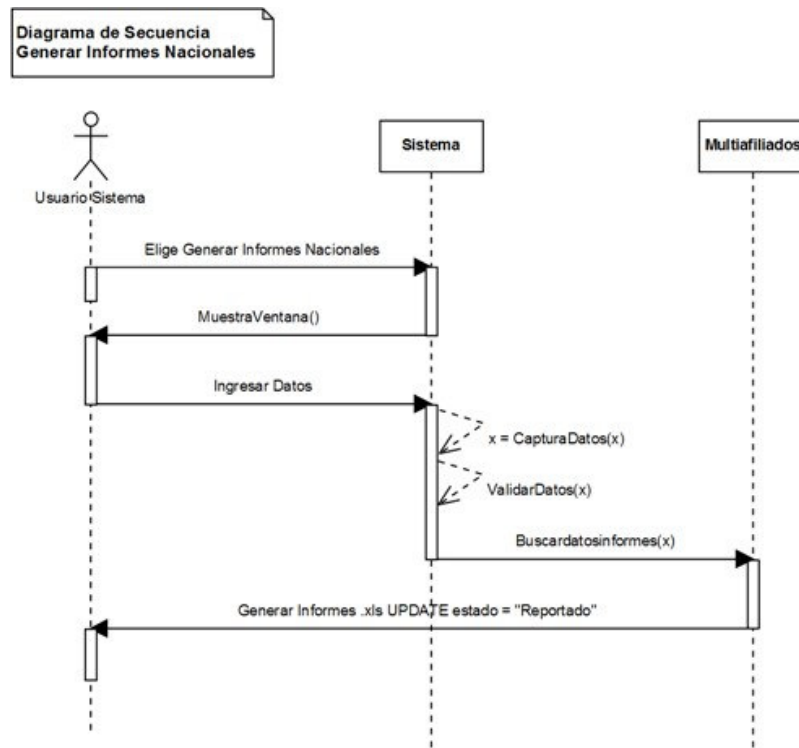 Diagrama de Secuencia
Generar Informes Nacionales
Sistema
Multiafiliados
Usuario Sistema
Elige Generar Informes Nacionales
MuestraVentana()
Ingresar Datos
x = CapturaDatos(x)
ValidarDatos(x)
Buscardatosinformes(x)
Generar Informes .xls UPDATE estado = "Reportado"